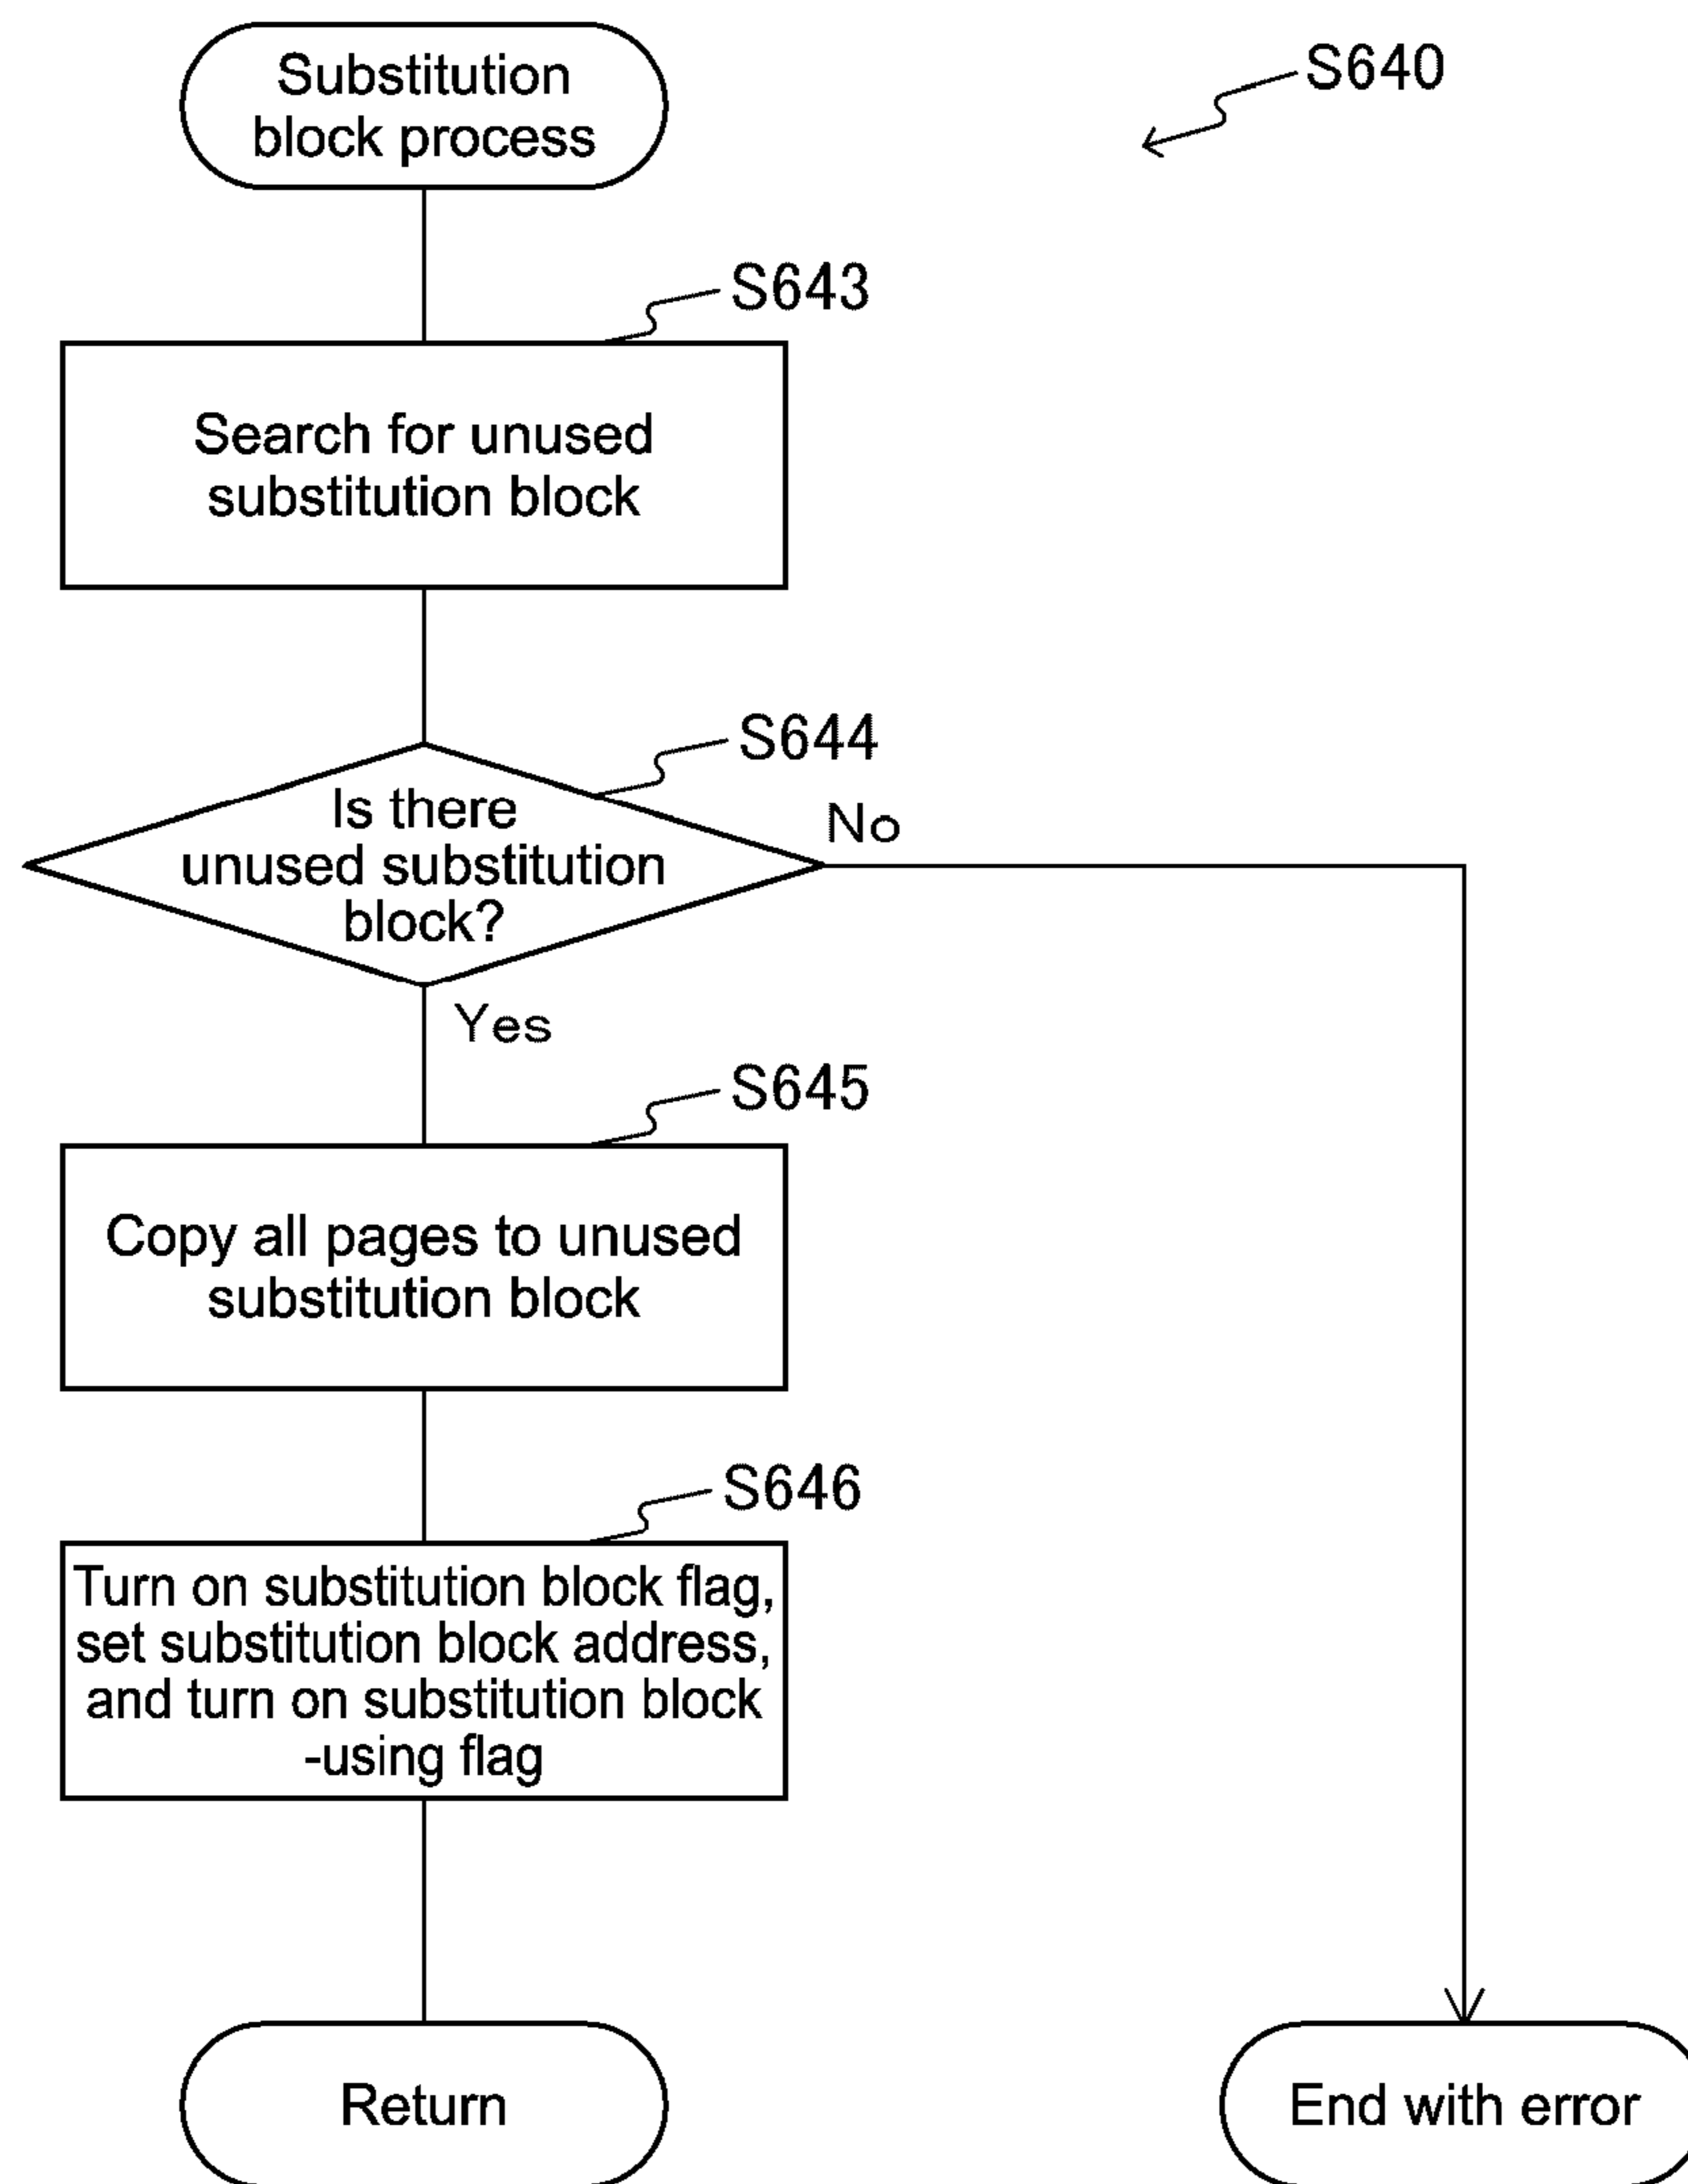 Substitution
block process
S640
S643
Search for unused
substitution block
S644
Is there
unused substitution
block?
No
Yes
S645
Copy all pages to unused
substitution block
S646
Turn on substitution block flag,
set substitution block address,
and turn on substitution block
-using flag
Return
End with error